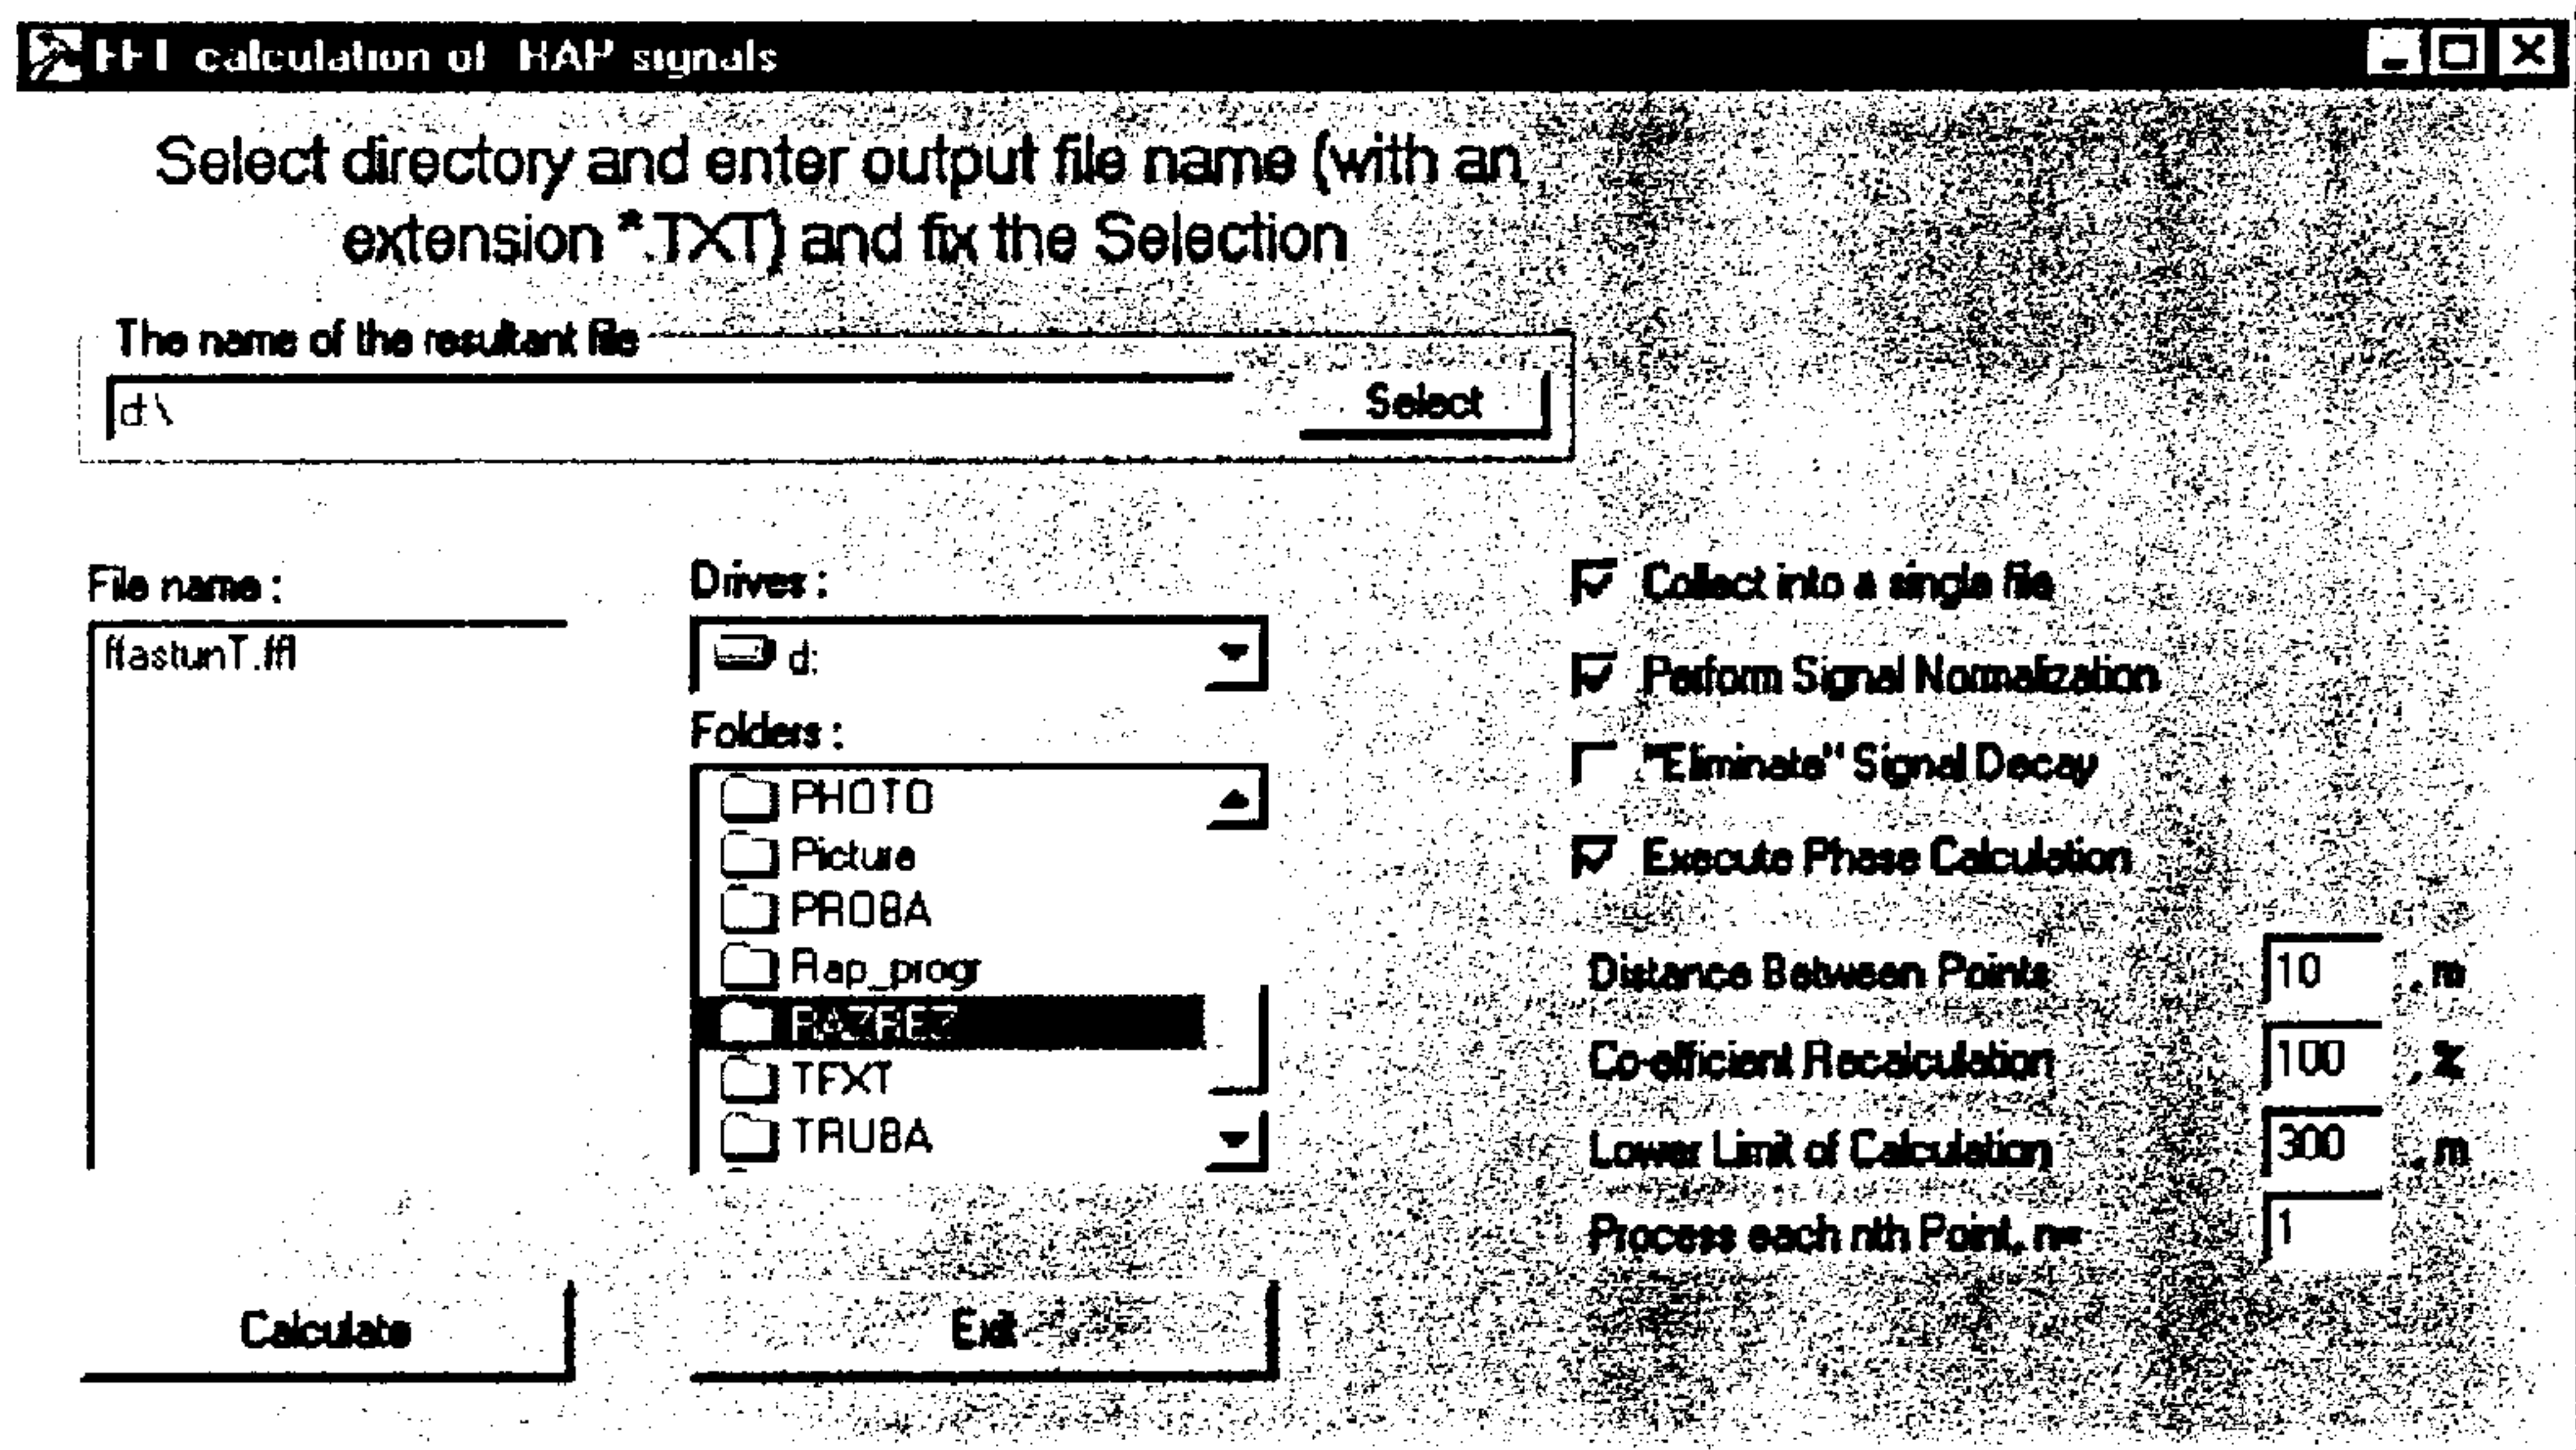 FFT calculation of RAP signals
Select directory and enter output file name (with an
extension *.TXT) and fix the Selection
The name of the resultant file
d:\
Select
File name :
Drives :
d:
Folders :
PHOTO
Picture
PROBA
Rap_progr
RAZREZ
TEXT
TRUBA
Collect into a single file
Perform Signal Normalization
"Eliminate" Signal Decay
Execute Phase Calculation
Distance Between Points 10 , m
Co-efficient Recalculation 100 , %
Lower Limit of Calculation 300 , m
Process each nth Point, n= 1
Calculate
Exit